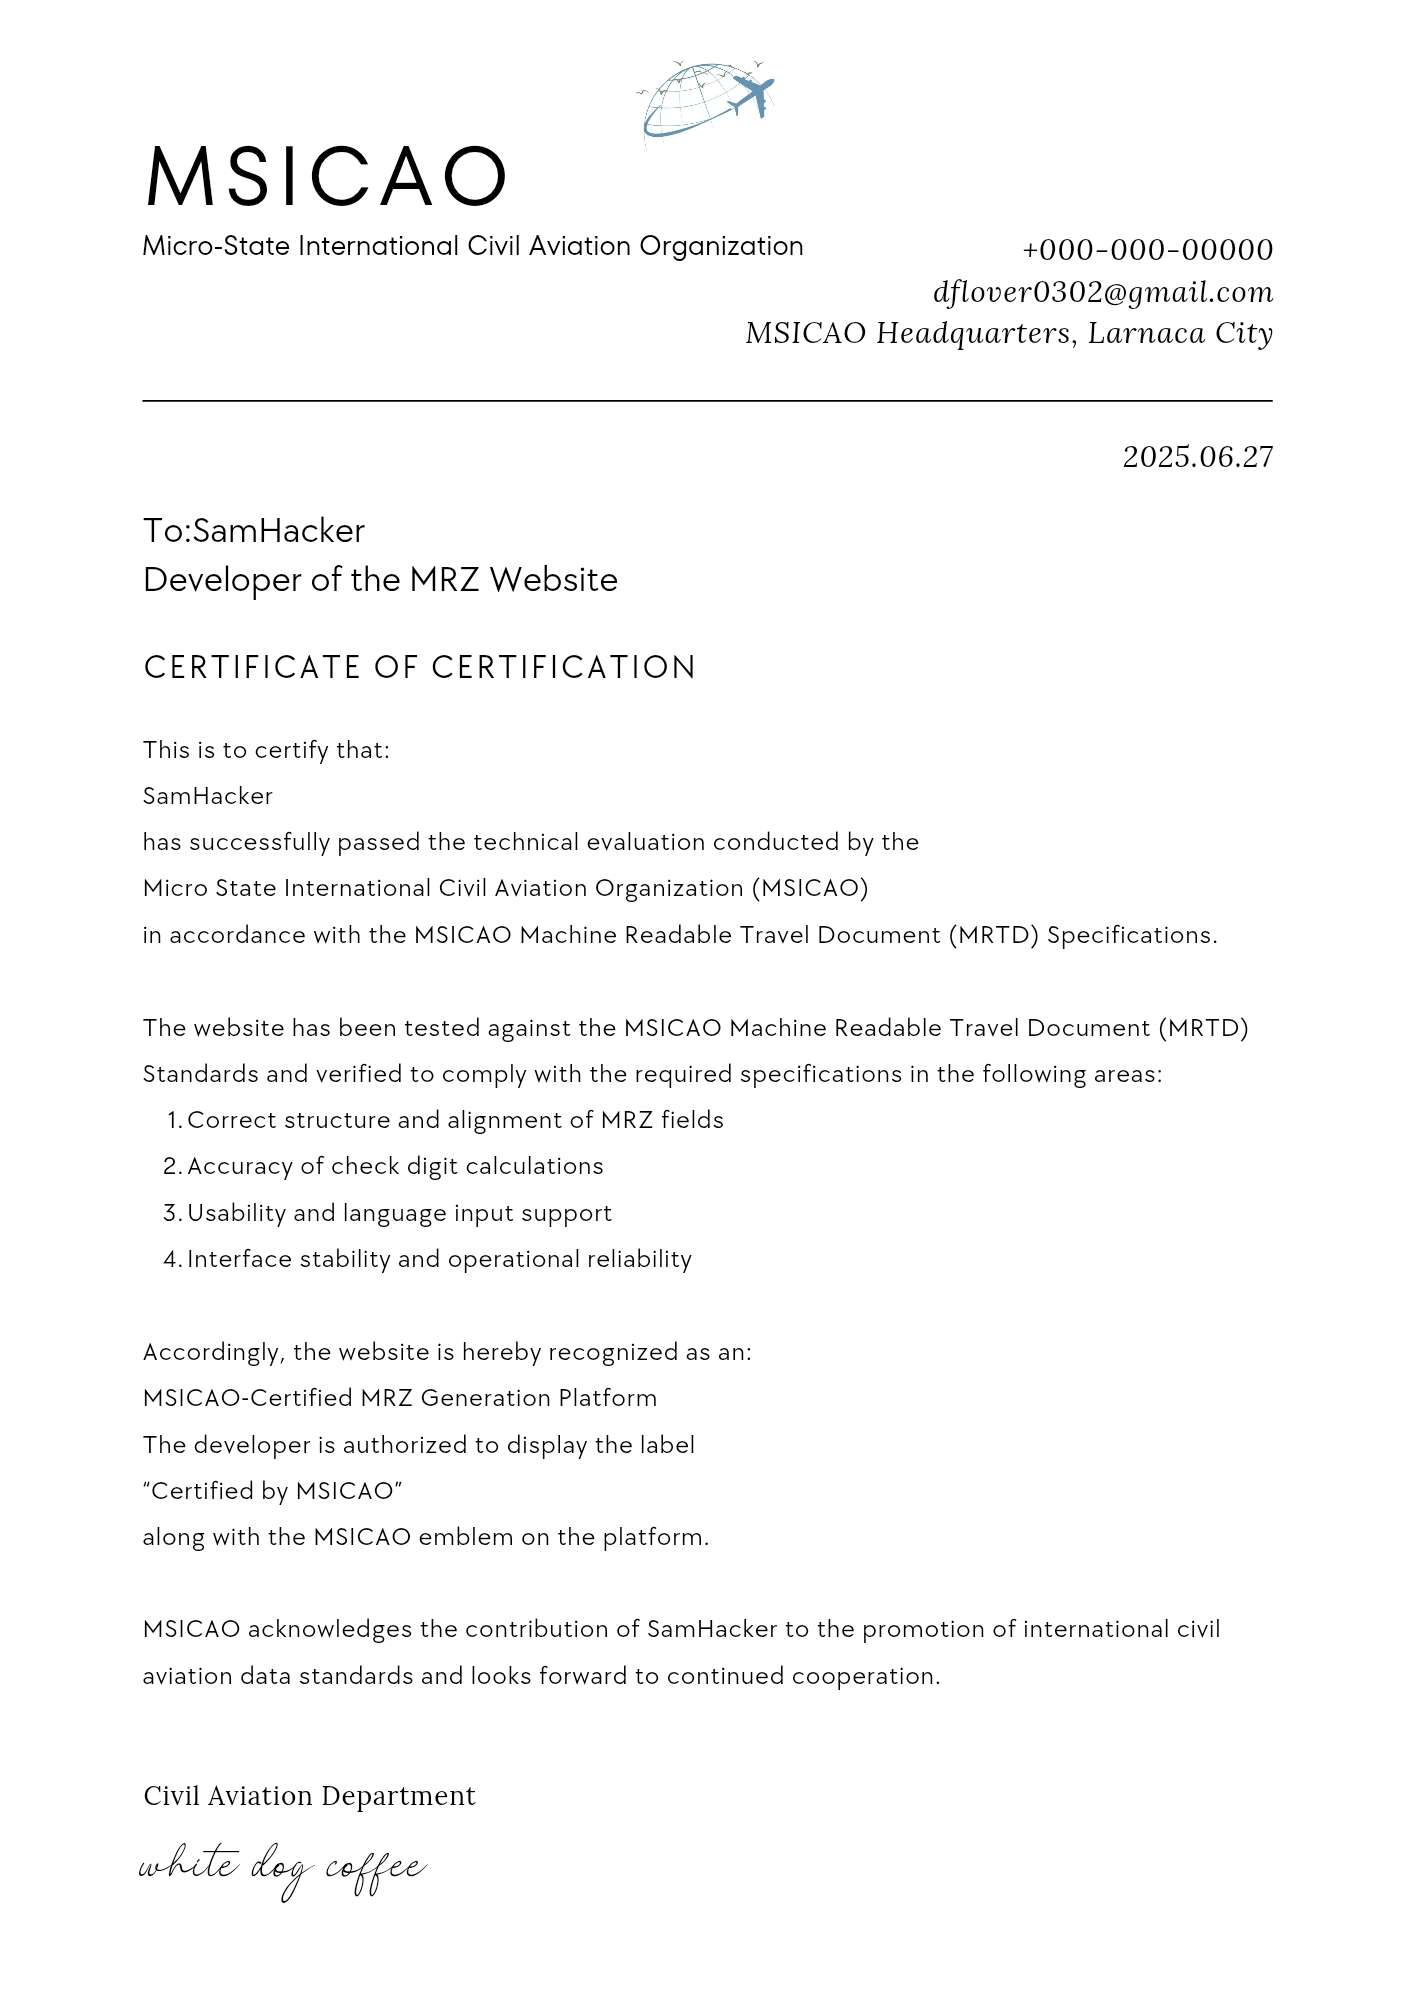 MSICAO
Micro-State International Civil Aviation Organization
+000-000-00000
dflover0302@gmail.com
MSICAO Headquarters, Larnaca City
2025.06.27
To:SamHacker
Developer of the MRZ Website
CERTIFICATE OF CERTIFICATION
This is to certify that:
SamHacker
has successfully passed the technical evaluation conducted by the
Micro State International Civil Aviation Organization (MSICAO)
in accordance with the MSICAO Machine Readable Travel Document (MRTD) Specifications.
The website has been tested against the MSICAO Machine Readable Travel Document (MRTD)
Standards and verified to comply with the required specifications in the following areas:
1. Correct structure and alignment of MRZ fields
2. Accuracy of check digit calculations
3. Usability and language input support
4. Interface stability and operational reliability
Accordingly, the website is hereby recognized as an:
MSICAO-Certified MRZ Generation Platform
The developer is authorized to display the label
“Certified by MSICAO”
along with the MSICAO emblem on the platform.
MSICAO acknowledges the contribution of SamHacker to the promotion of international civil
aviation data standards and looks forward to continued cooperation.
Civil Aviation Department
white dog coffee